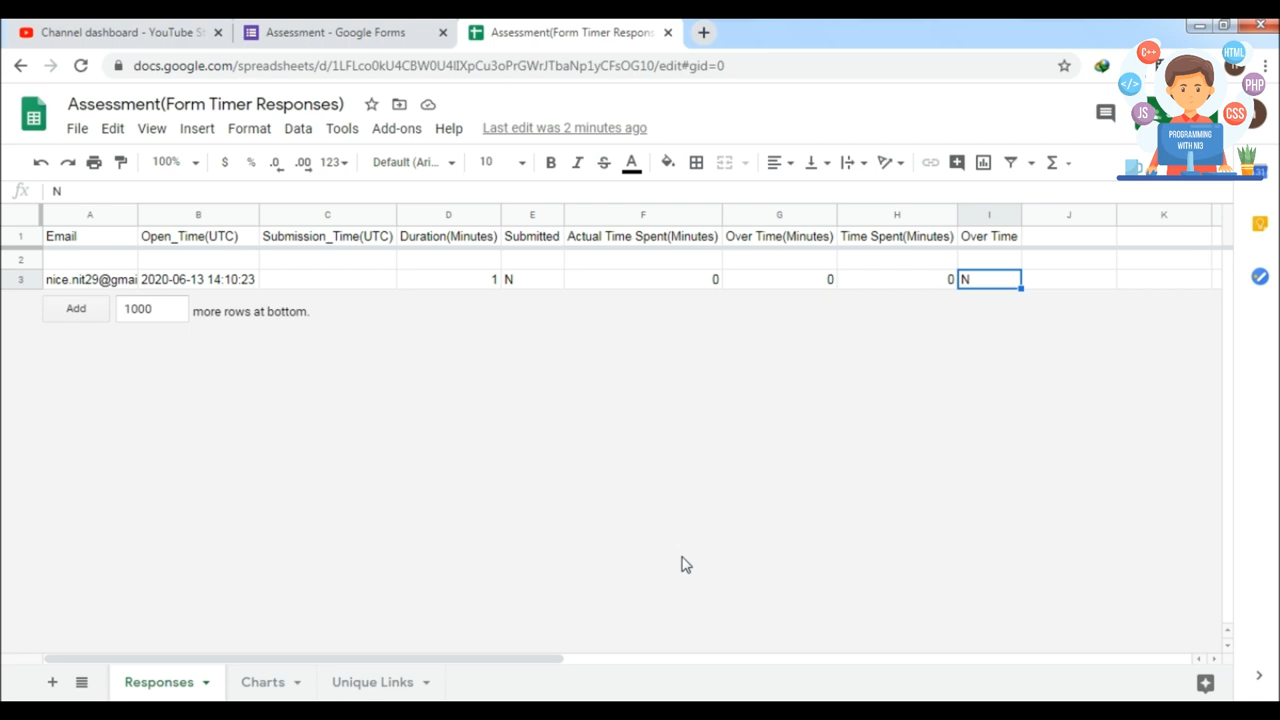 Channel dashboard - YouTube St
Assessment - Google Forms
Assessment(Form Timer Respons
docs.google.com/spreadsheets/d/1LFLco0kU4CBW0U4lIXpCu3oPrGWrJTbaNp1yCFsOG10/edit#gid=0
Assessment(Form Timer Responses)
File Edit View Insert Format Data Tools Add-ons Help Last edit was 2 minutes ago
100% $ % .0 .00 123 Default (Ari... 10 B I S A
C++ HTML </> PHP JS CSS
PROGRAMMING
WITH NI3
fx N
A B C D E F G H I J K
1 Email Open_Time(UTC) Submission_Time(UTC) Duration(Minutes) Submitted Actual Time Spent(Minutes) Over Time(Minutes) Time Spent(Minutes) Over Time
2
3 nice.nit29@gmai 2020-06-13 14:10:23 1 N 0 0 0 N
Add 1000 more rows at bottom.
Responses Charts Unique Links